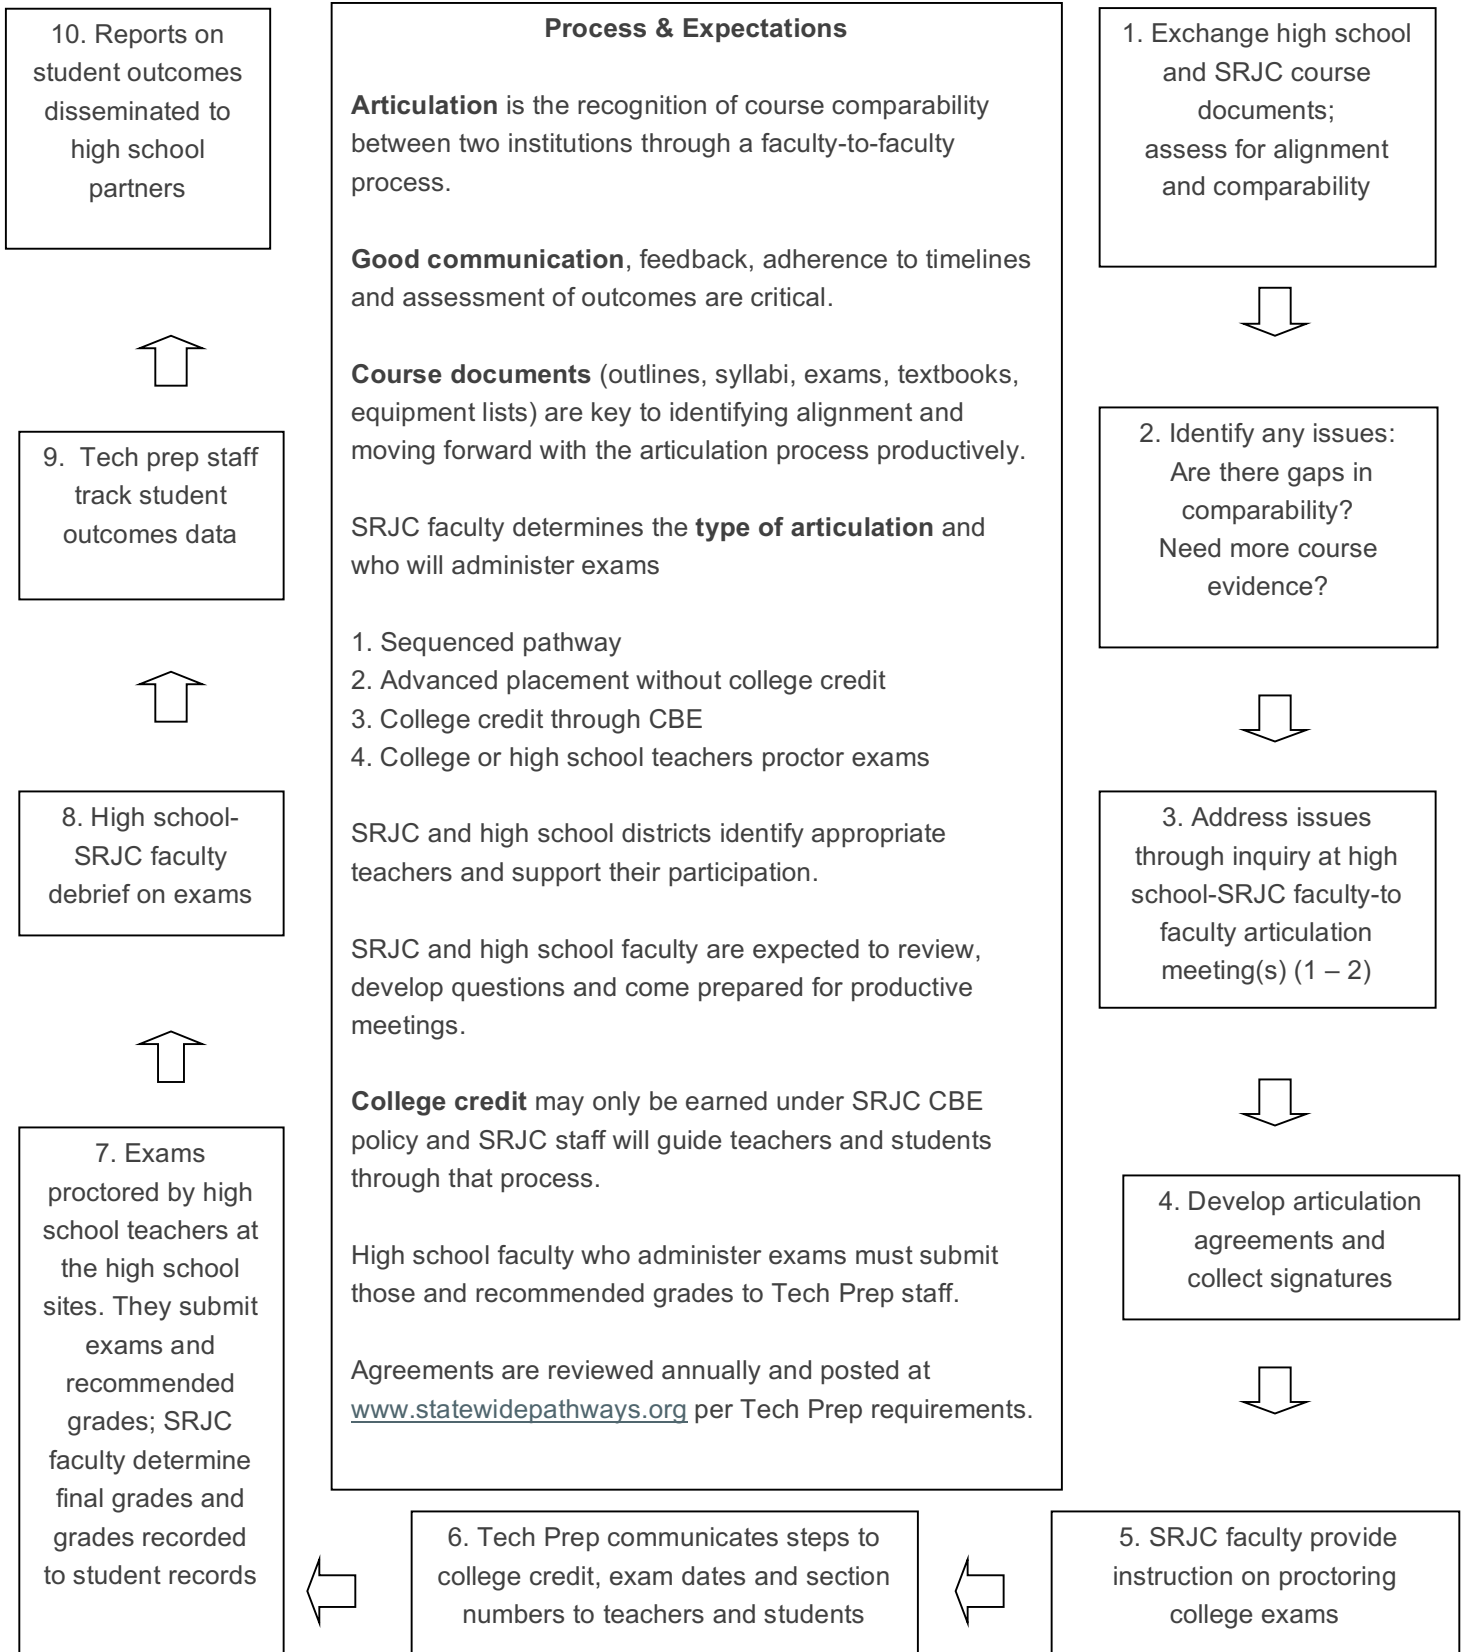 Process & Expectations
Articulation is the recognition of course comparability
between two institutions through a faculty-to-faculty
process.
Good communication, feedback, adherence to timelines
and assessment of outcomes are critical.
Course documents (outlines, syllabi, exams, textbooks,
equipment lists) are key to identifying alignment and
moving forward with the articulation process productively.
SRJC faculty determines the type of articulation and
who will administer exams
1. Sequenced pathway
2. Advanced placement without college credit
3. College credit through CBE
4. College or high school teachers proctor exams
SRJC and high school districts identify appropriate
teachers and support their participation.
SRJC and high school faculty are expected to review,
develop questions and come prepared for productive
meetings.
College credit may only be earned under SRJC CBE
policy and SRJC staff will guide teachers and students
through that process.
High school faculty who administer exams must submit
those and recommended grades to Tech Prep staff.
Agreements are reviewed annually and posted at
www.statewidepathways.org per Tech Prep requirements.
1. Exchange high school
and SRJC course
documents;
assess for alignment
and comparability
2. Identify any issues:
Are there gaps in
comparability?
Need more course
evidence?
3. Address issues
through inquiry at high
school-SRJC faculty-to
faculty articulation
meeting(s) (1 – 2)
4. Develop articulation
agreements and
collect signatures
5. SRJC faculty provide
instruction on proctoring
college exams
6. Tech Prep communicates steps to
college credit, exam dates and section
numbers to teachers and students
7. Exams
proctored by high
school teachers at
the high school
sites. They submit
exams and
recommended
grades; SRJC
faculty determine
final grades and
grades recorded
to student records
8. High school-
SRJC faculty
debrief on exams
9. Tech prep staff
track student
outcomes data
10. Reports on
student outcomes
disseminated to
high school
partners